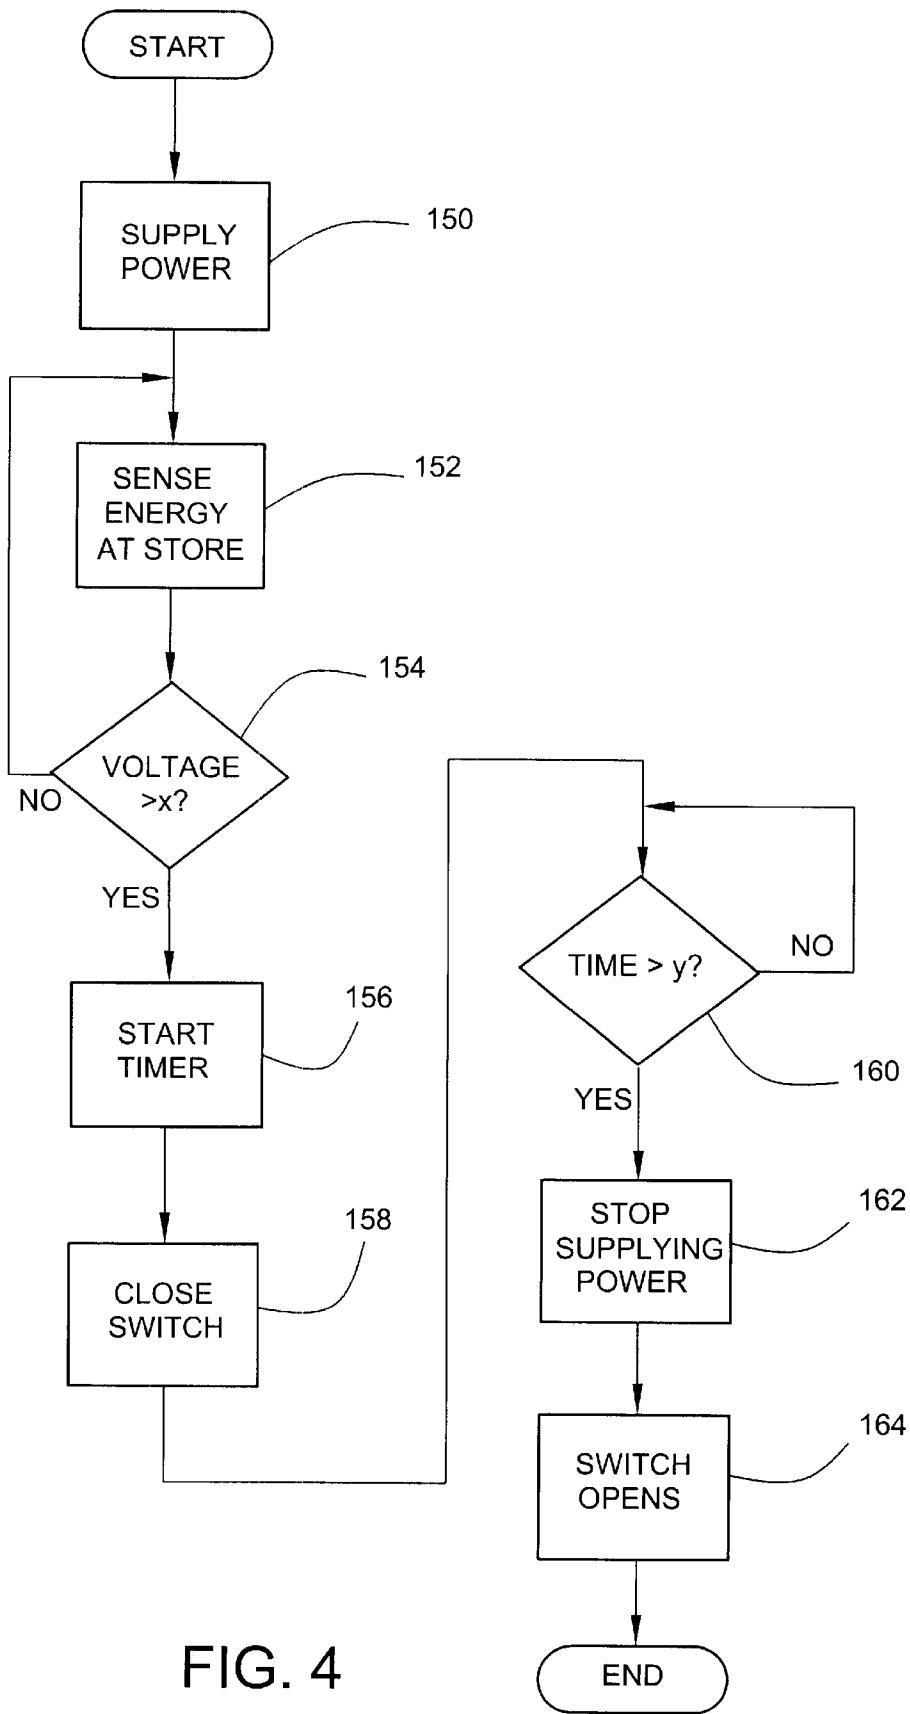 START
SUPPLY
POWER
150
SENSE
ENERGY
AT STORE
152
VOLTAGE
>x?
154
NO
YES
START
TIMER
156
CLOSE
SWITCH
158
TIME > y?
NO
160
YES
STOP
SUPPLYING
POWER
162
SWITCH
OPENS
164
END
FIG. 4